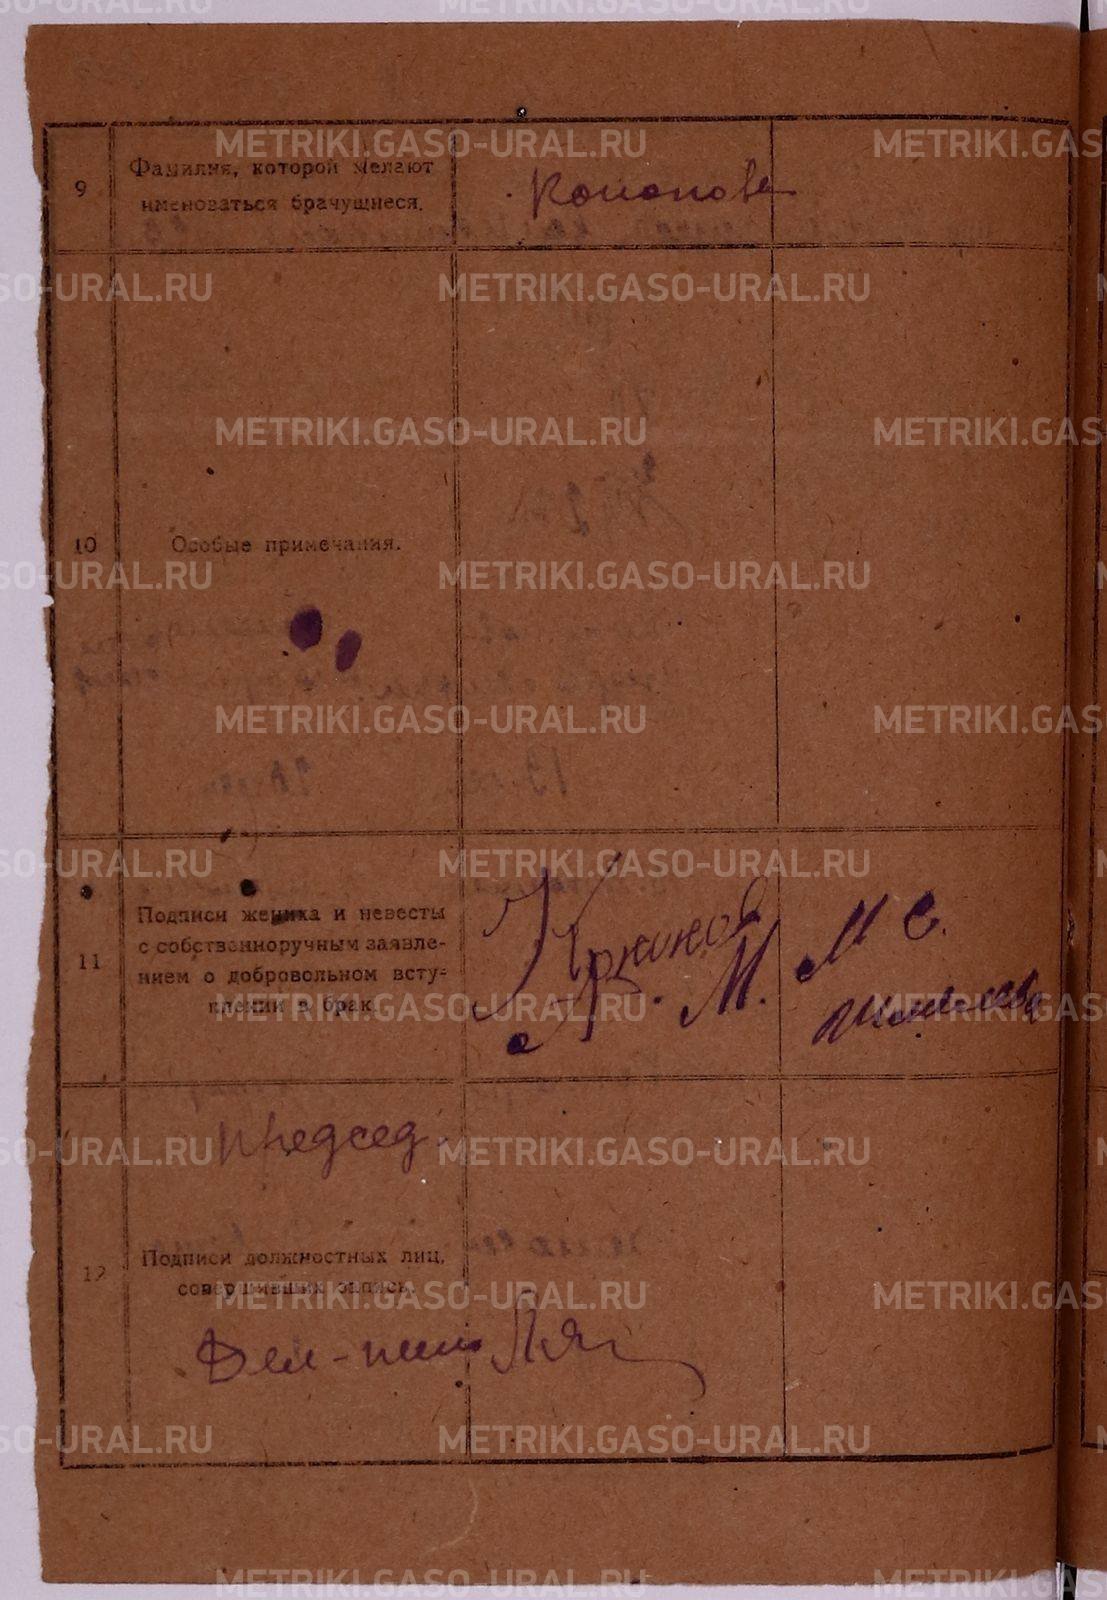 METRIKI.GASO-URAL.RU
9
Фамилия, которой желают
именоваться брачущиеся.
Кононова
10
Особые примечания.
11
Подписи жениха и невесты
с собственноручным заявле-
нием о добровольном всту-
плении в брак.
М. М. С.
Председ.
12
Подписи должностных лиц,
совершивших запись.
Дел-